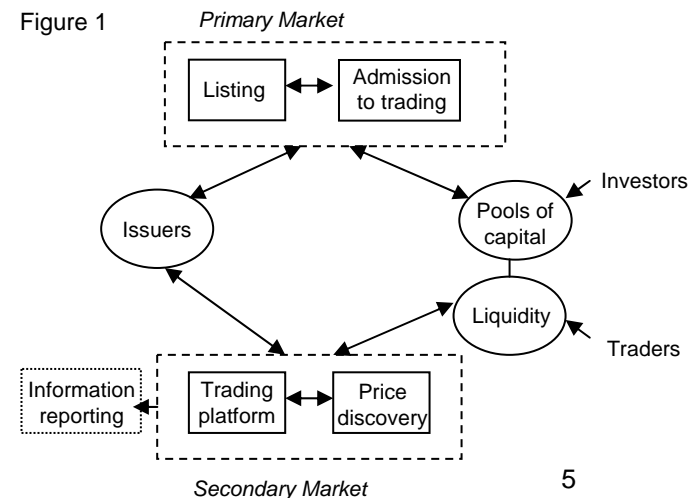 Figure 1
Primary Market
Listing
Admission
to trading
Investors
Pools of
capital
Issuers
Liquidity
Traders
Information
reporting
Trading
platform
Price
discovery
5
Secondary Market